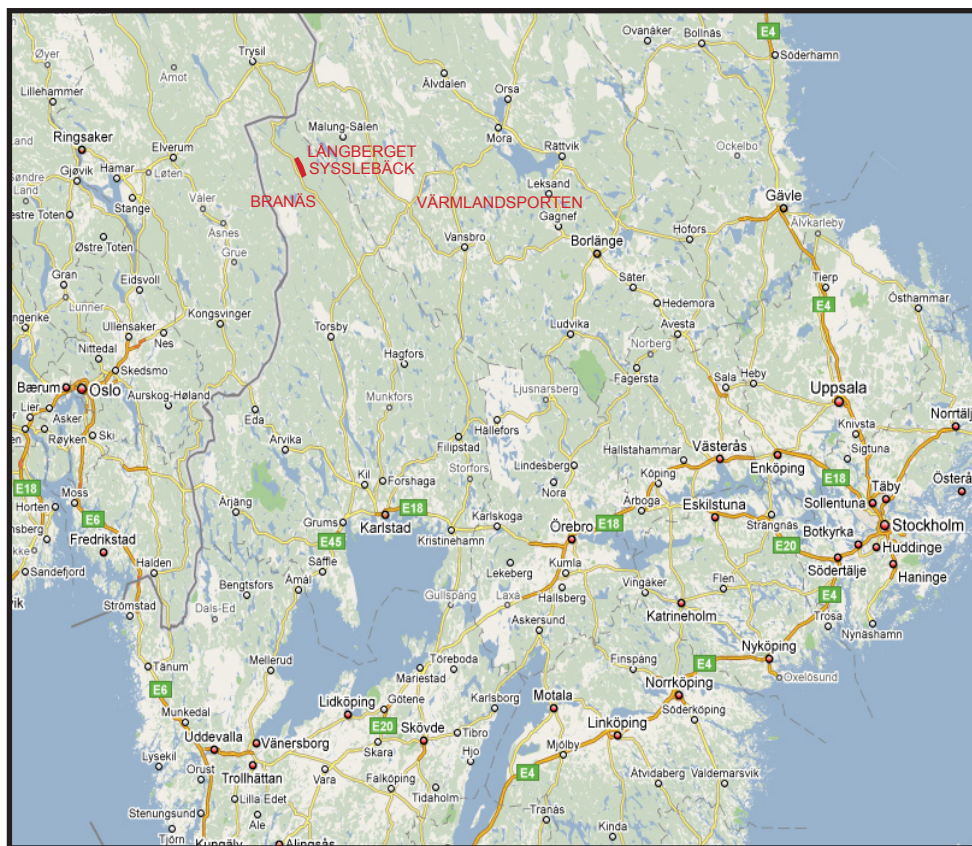 E4
Ovanåker
Bollnäs
Söderhamn
Øyer
Trysil
Åmot
Älvdalen
Orsa
Lillehammer
Malung-Sälen
Mora
Rättvik
Ockelbo
Ringsaker
Elverum
LÅNGBERGET
SYSSLEBÄCK
Gjøvik
Hamar
Løten
Søndre
Land
Stange
Våler
BRANÄS
VÄRMLANDSPORTEN
Leksand
Gagnef
Gävle
Vestre Toten
Østre Toten
Åsnes
Grue
Vansbro
Borlänge
Hofors
Älvkarleby
Gran
Lunner
Eidsvoll
Säter
Hedemora
Tierp
E4
Östhammar
Ullensaker
Nes
Kongsvinger
Torsby
Ludvika
Avesta
Norberg
Nittedal
Skedsmo
Hagfors
Fagersta
Sala
Heby
Bærum
Oslo
Aurskog-Høland
Munkfors
Ljusnarsberg
Uppsala
Lier
Asker
Røyken
Ski
Eda
Arvika
Filipstad
Hällefors
Knivsta
Norrtälje
Hallstahammar
Västerås
Enköping
Sigtuna
Kil
Forshaga
Storfors
Lindesberg
Köping
E18
Moss
Horten
E6
Årjäng
Grums
Karlstad
E18
Nora
Arboga
Eskilstuna
E18
Sollentuna
Täby
Österå
Fredrikstad
Kristinehamn
Karlskoga
Örebro
E18
Strängnäs
Botkyrka
Stockholm
E45
Säffle
Lekeberg
Kumla
E20
Södertälje
Huddinge
Sandefjord
Halden
Bengtsfors
Åmål
Hallsberg
Vingåker
Flen
Haninge
Strömstad
Dals-Ed
Gullspång
Laxå
Askersund
Katrineholm
E4
Trosa
Nynäshamn
Tanum
Mellerud
Töreboda
Mariestad
Finspång
E4
Nyköping
Oxelösund
E6
Munkedal
Lidköping
Götene
Karlsborg
Motala
Norrköping
Söderköping
Uddevalla
Vänersborg
E20
Skara
Skövde
Tibro
Linköping
Lysekil
Orust
Trollhättan
Vara
Falköping
Hjo
Mjölby
E4
Åtvidaberg
Valdemarsvik
Stenungsund
Lilla Edet
Ale
Tidaholm
Tranås
Tjörn
Kungälv
Alingsås
Kinda